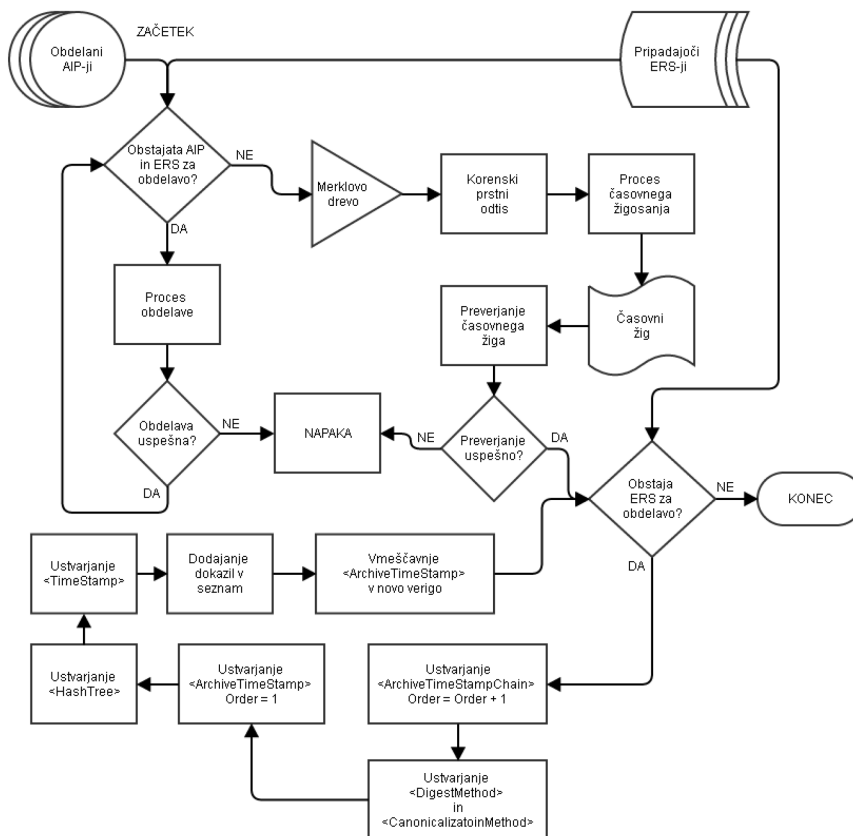 ZAČETEK
Obdelani
AIP-ji
Pripadajoči
ERS-ji
Obstajata AIP
in ERS za
obdelavo?
NE
DA
Merklovo
drevo
Korenski
prstni
odtis
Proces
časovnega
žigosanja
Proces
obdelave
Preverjanje
časovnega
žiga
Časovni
žig
Obdelava
uspešna?
NE
DA
NAPAKA
NE
Preverjanje
uspešno?
DA
Obstaja
ERS za
obdelavo?
NE
DA
KONEC
Ustvarjanje
<TimeStamp>
Dodajanje
dokazil v
seznam
Vmeščavnje
<ArchiveTimeStamp>
v novo verigo
Ustvarjanje
<HashTree>
Ustvarjanje
<ArchiveTimeStamp>
Order = 1
Ustvarjanje
<ArchiveTimeStampChain>
Order = Order + 1
Ustvarjanje
<DigestMethod>
in
<CanonicalizatoinMethod>